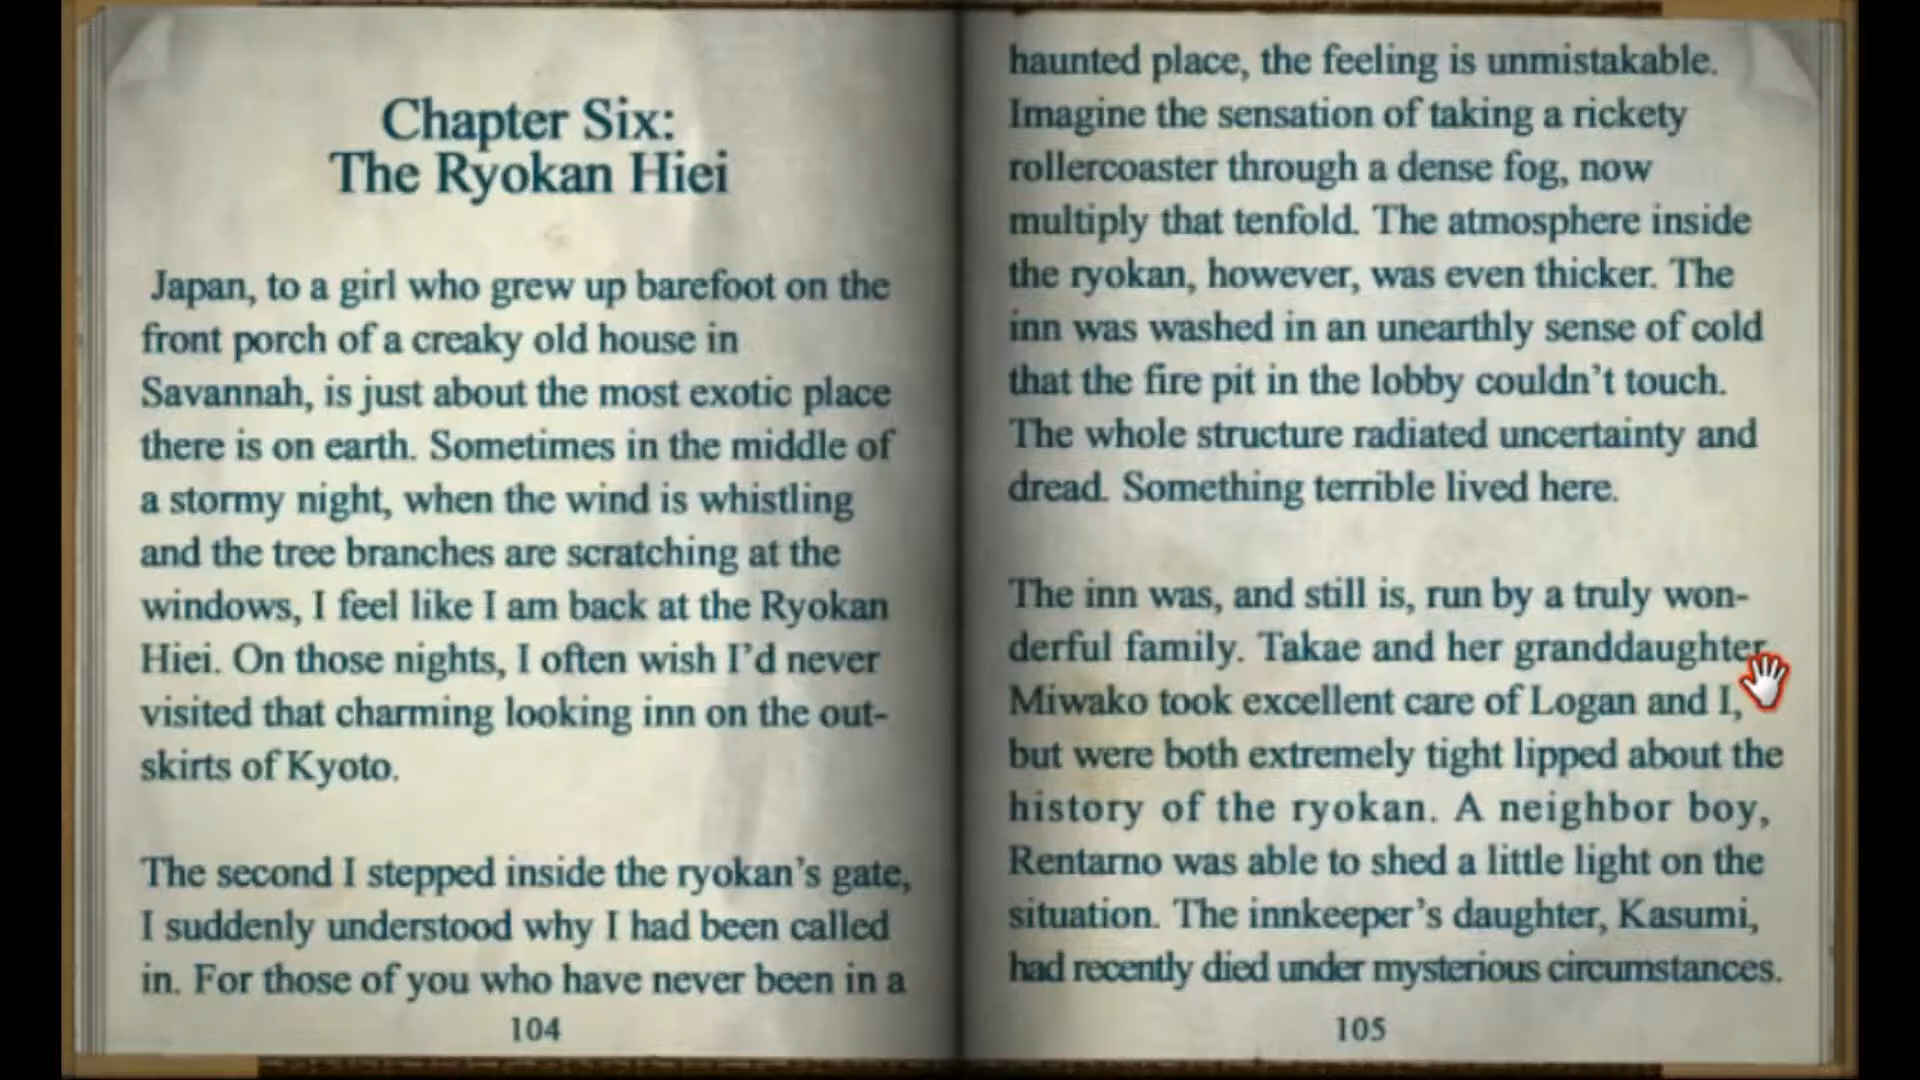 Chapter Six:
The Ryokan Hiei
Japan, to a girl who grew up barefoot on the
front porch of a creaky old house in
Savannah, is just about the most exotic place
there is on earth. Sometimes in the middle of
a stormy night, when the wind is whistling
and the tree branches are scratching at the
windows, I feel like I am back at the Ryokan
Hiei. On those nights, I often wish I'd never
visited that charming looking inn on the out-
skirts of Kyoto.
The second I stepped inside the ryokan's gate,
I suddenly understood why I had been called
in. For those of you who have never been in a
104
haunted place, the feeling is unmistakable.
Imagine the sensation of taking a rickety
rollercoaster through a dense fog, now
multiply that tenfold. The atmosphere inside
the ryokan, however, was even thicker. The
inn was washed in an unearthly sense of cold
that the fire pit in the lobby couldn't touch.
The whole structure radiated uncertainty and
dread. Something terrible lived here.
The inn was, and still is, run by a truly won-
derful family. Takae and her granddaughter
Miwako took excellent care of Logan and I,
but were both extremely tight lipped about the
history of the ryokan. A neighbor boy,
Rentarno was able to shed a little light on the
situation. The innkeeper's daughter, Kasumi,
had recently died under mysterious circumstances.
105